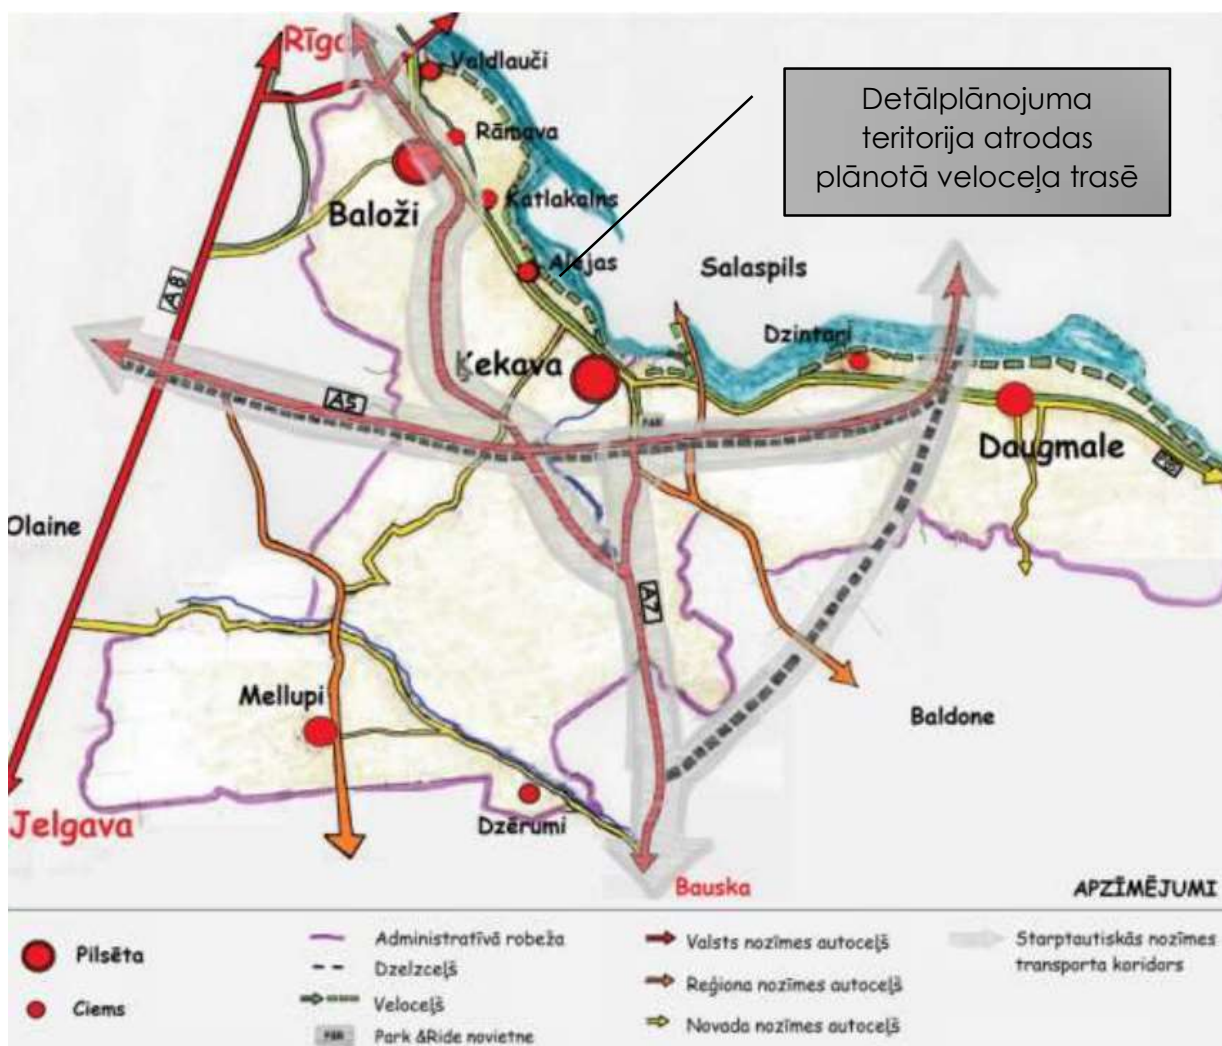 Rīga
Valdlauči
Detālplānojuma
teritorija atrodas
plānotā veloceļa trasē
Rāmava
Baloži
Katlakalns
Alejas
Salaspils
A8
Dzintari
Ķekava
A5
P&R
Daugmale
Olaine
A7
Mellupi
Baldone
Jelgava
Dzērumi
Bauska
APZĪMĒJUMI
Pilsēta
Ciems
Administratīvā robeža
Dzelzceļš
Veloceļš
P&R
Park &Ride novietne
Valsts nozīmes autoceļš
Reģiona nozīmes autoceļš
Novada nozīmes autoceļš
Starptautiskās nozīmes
transporta koridors